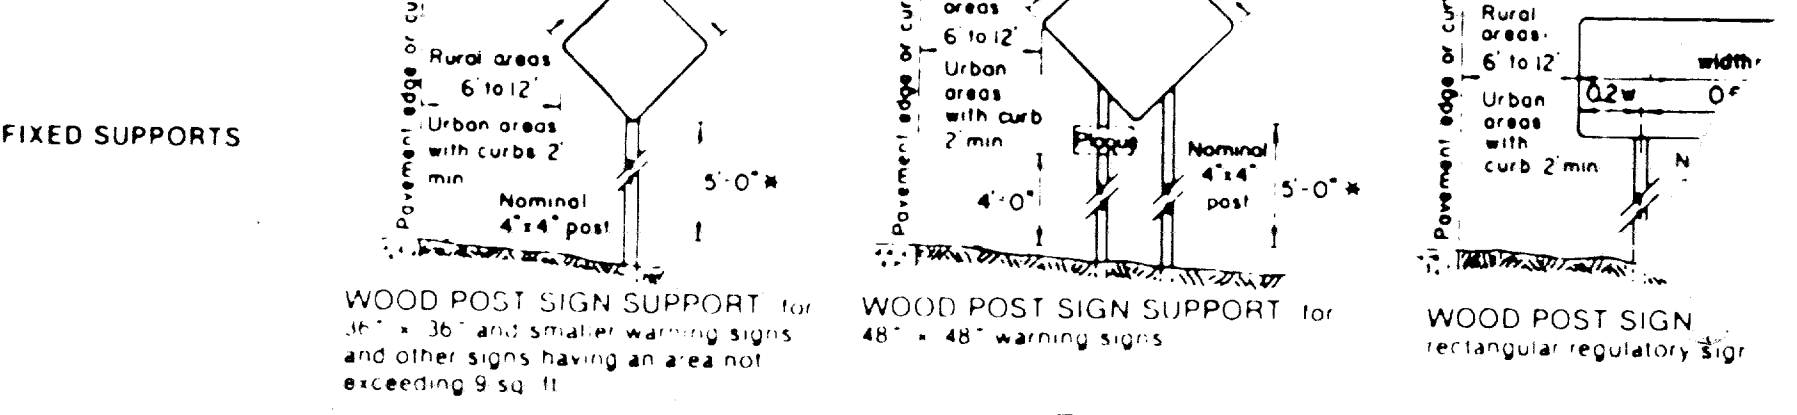 FIXED SUPPORTS
Pavement edge or
Rural areas
6' to 12'
Urban areas
with curbs 2'
min
Nominal
4"x4" post
5'-0" *
WOOD POST SIGN SUPPORT for
36" x 36" and smaller warning signs
and other signs having an area not
exceeding 9 sq ft
Pavement edge or
areas
6' to 12'
Urban
areas
with curb
2' min
Plaque
4'-0"
Nominal
4"x4"
post
5'-0" *
WOOD POST SIGN SUPPORT for
48" x 48" warning signs
Pavement edge or
Rural
areas
6' to 12'
Urban
areas
with
curb 2' min
width
0.2 w
N
WOOD POST SIGN
rectangular regulatory